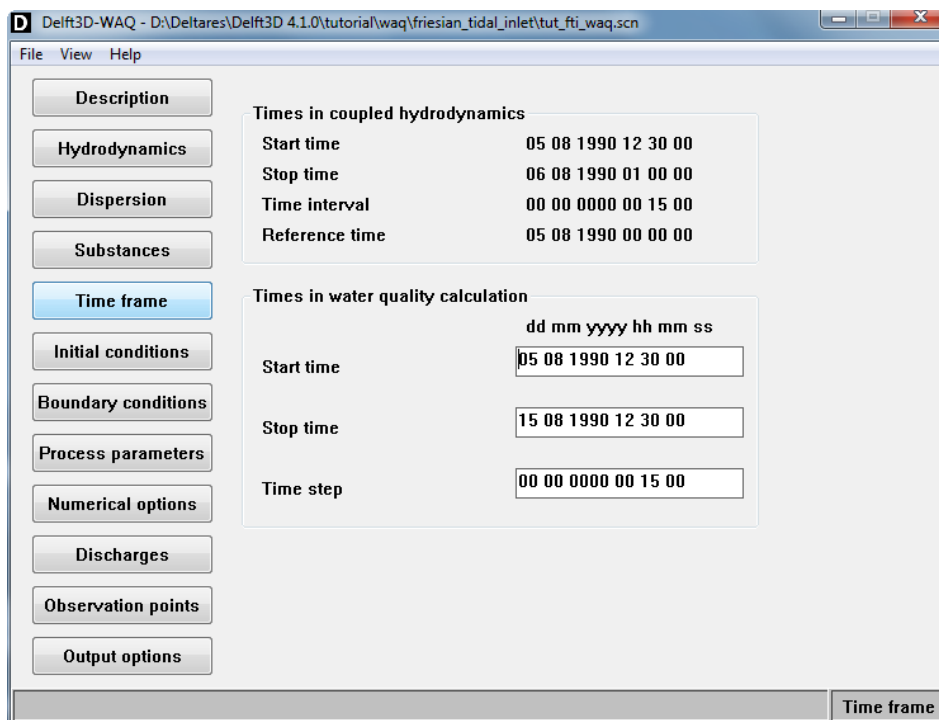 Delft3D-WAQ - D:\Deltares\Delft3D 4.1.0\tutorial\waq\friesian_tidal_inlet\tut_fti_waq.scn
File View Help
Description
Hydrodynamics
Dispersion
Substances
Time frame
Initial conditions
Boundary conditions
Process parameters
Numerical options
Discharges
Observation points
Output options
Times in coupled hydrodynamics
Start time 05 08 1990 12 30 00
Stop time 06 08 1990 01 00 00
Time interval 00 00 0000 00 15 00
Reference time 05 08 1990 00 00 00
Times in water quality calculation
dd mm yyyy hh mm ss
Start time 05 08 1990 12 30 00
Stop time 15 08 1990 12 30 00
Time step 00 00 0000 00 15 00
Time frame